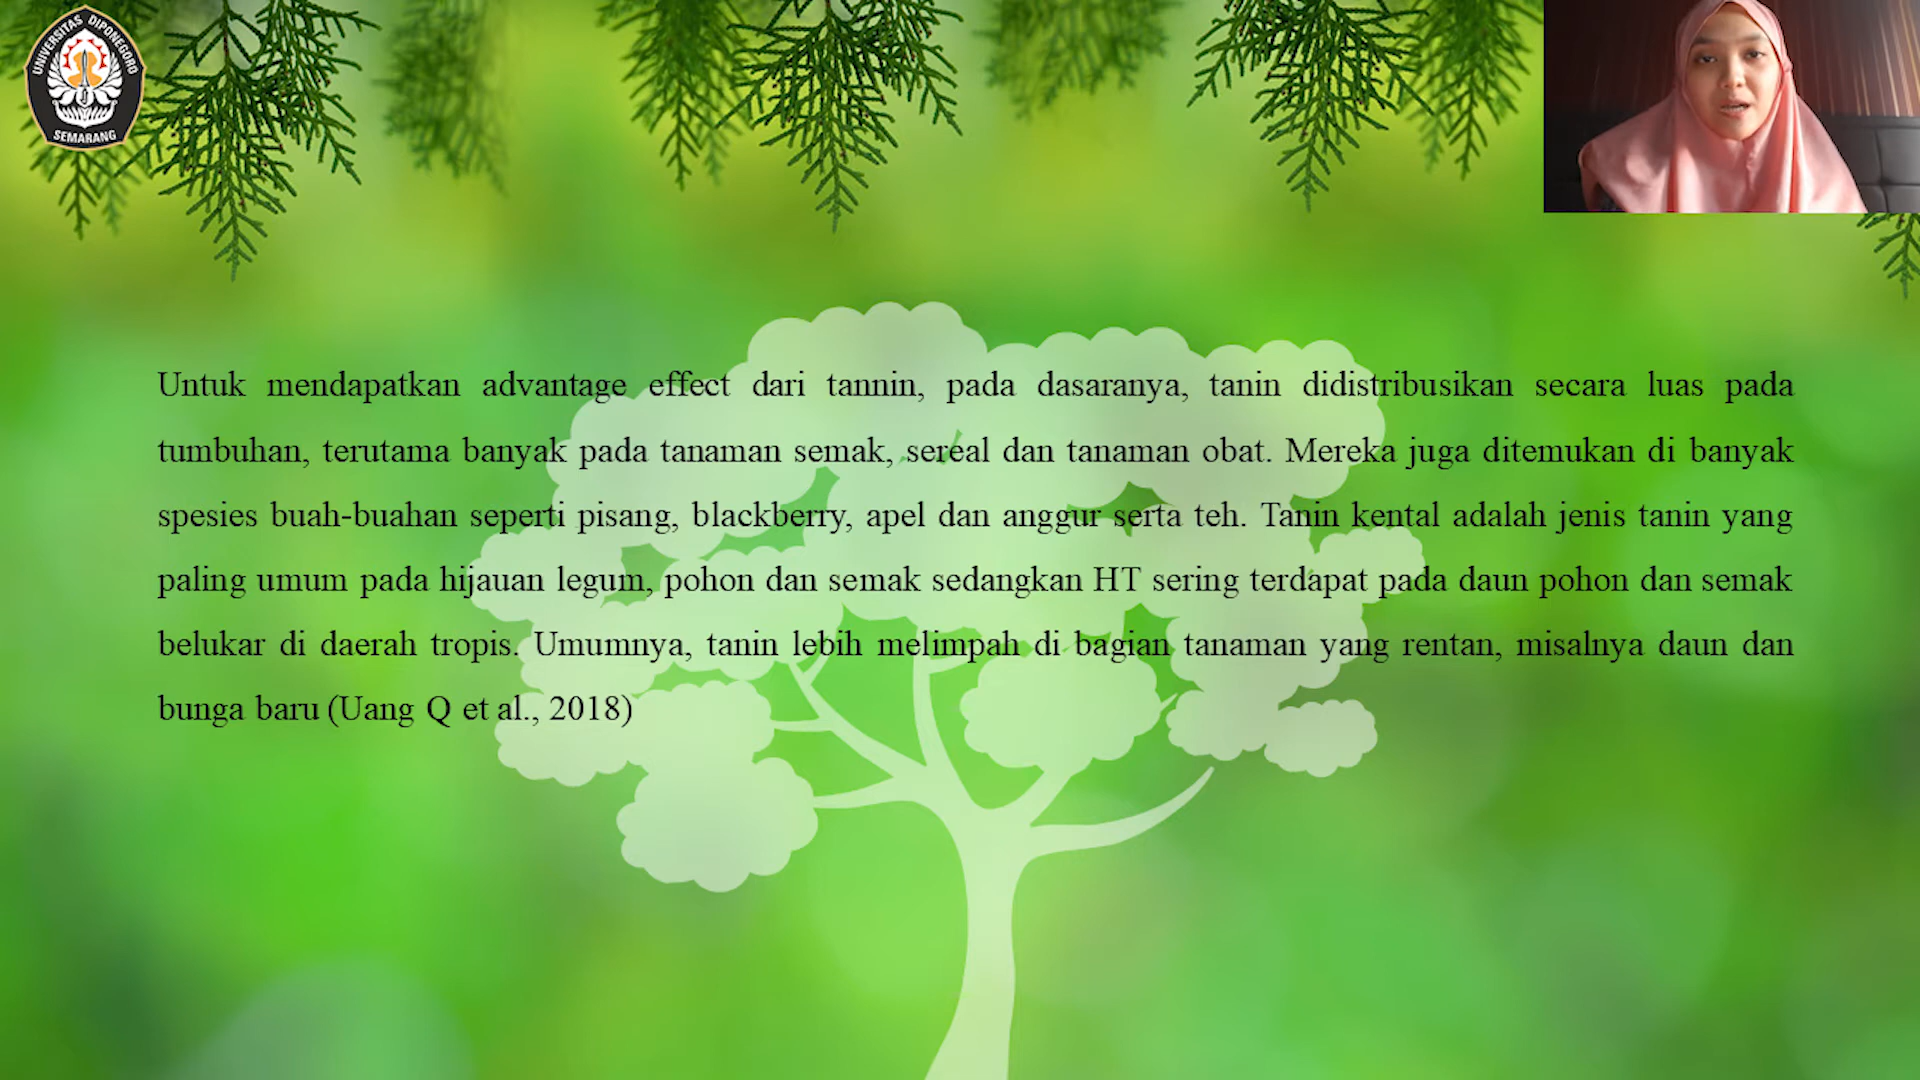 UNIVERSITAS DIPONEGORO
SEMARANG
Untuk mendapatkan advantage effect dari tannin, pada dasaranya, tanin didistribusikan secara luas pada
tumbuhan, terutama banyak pada tanaman semak, sereal dan tanaman obat. Mereka juga ditemukan di banyak
spesies buah-buahan seperti pisang, blackberry, apel dan anggur serta teh. Tanin kental adalah jenis tanin yang
paling umum pada hijauan legum, pohon dan semak sedangkan HT sering terdapat pada daun pohon dan semak
belukar di daerah tropis. Umumnya, tanin lebih melimpah di bagian tanaman yang rentan, misalnya daun dan
bunga baru (Uang Q et al., 2018)